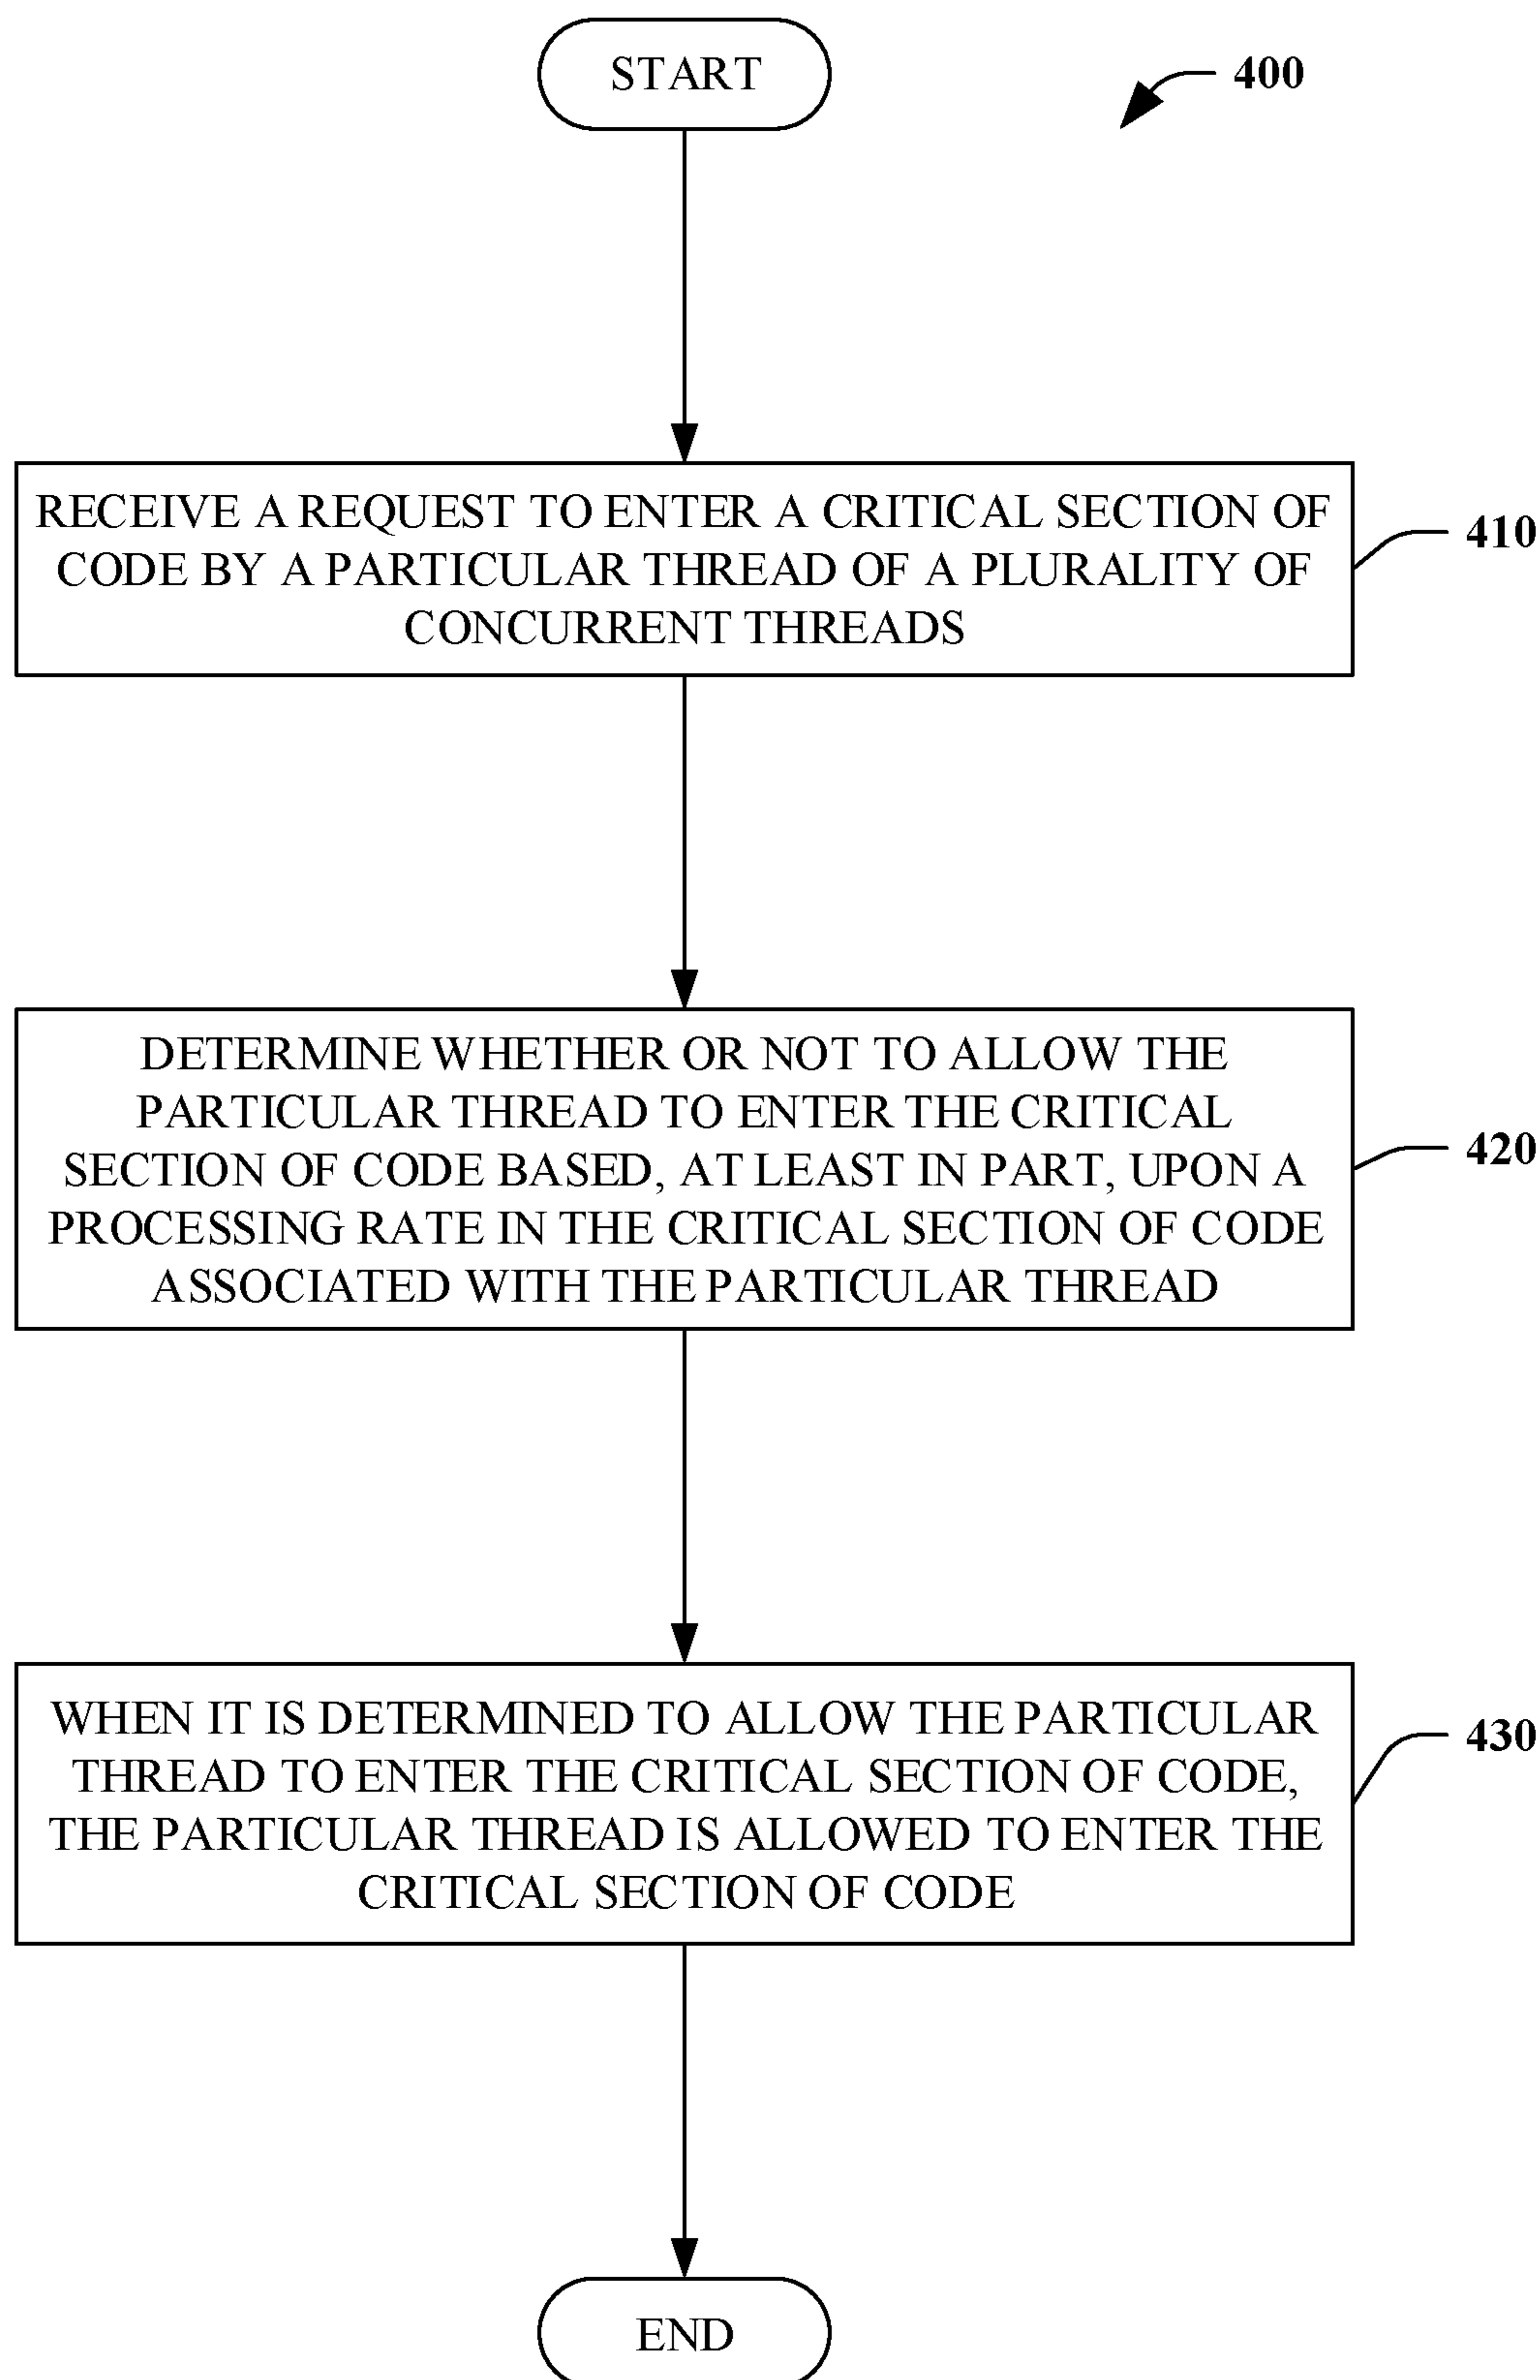 START
400
RECEIVE A REQUEST TO ENTER A CRITICAL SECTION OF
CODE BY A PARTICULAR THREAD OF A PLURALITY OF
CONCURRENT THREADS
410
DETERMINE WHETHER OR NOT TO ALLOW THE
PARTICULAR THREAD TO ENTER THE CRITICAL
SECTION OF CODE BASED, AT LEAST IN PART, UPON A
PROCESSING RATE IN THE CRITICAL SECTION OF CODE
ASSOCIATED WITH THE PARTICULAR THREAD
420
WHEN IT IS DETERMINED TO ALLOW THE PARTICULAR
THREAD TO ENTER THE CRITICAL SECTION OF CODE,
THE PARTICULAR THREAD IS ALLOWED TO ENTER THE
CRITICAL SECTION OF CODE
430
END